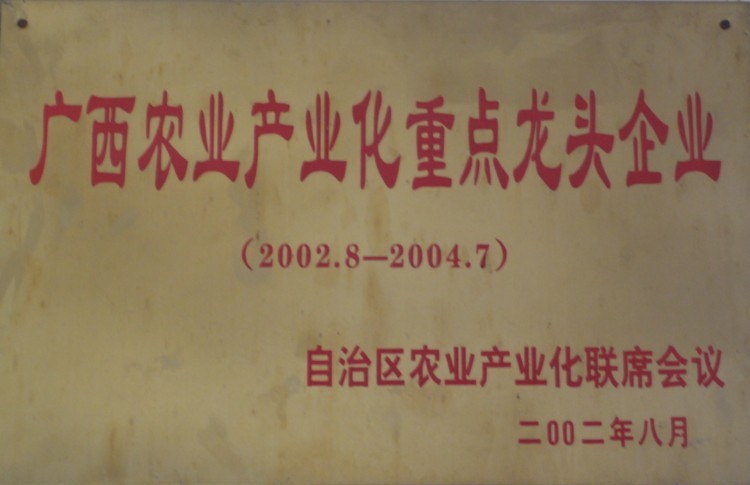 广西农业产业化重点龙头企业
（2002.8—2004.7）
自治区农业产业化联席会议
二00二年八月